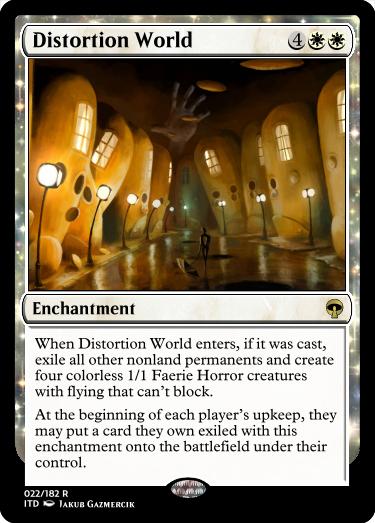 Distortion World 4
Enchantment
When Distortion World enters, if it was cast,
exile all other nonland permanents and create
four colorless 1/1 Faerie Horror creatures
with flying that can't block.
At the beginning of each player's upkeep, they
may put a card they own exiled with this
enchantment onto the battlefield under their
control.
022/182 R
ITD Jakub Gazmercik